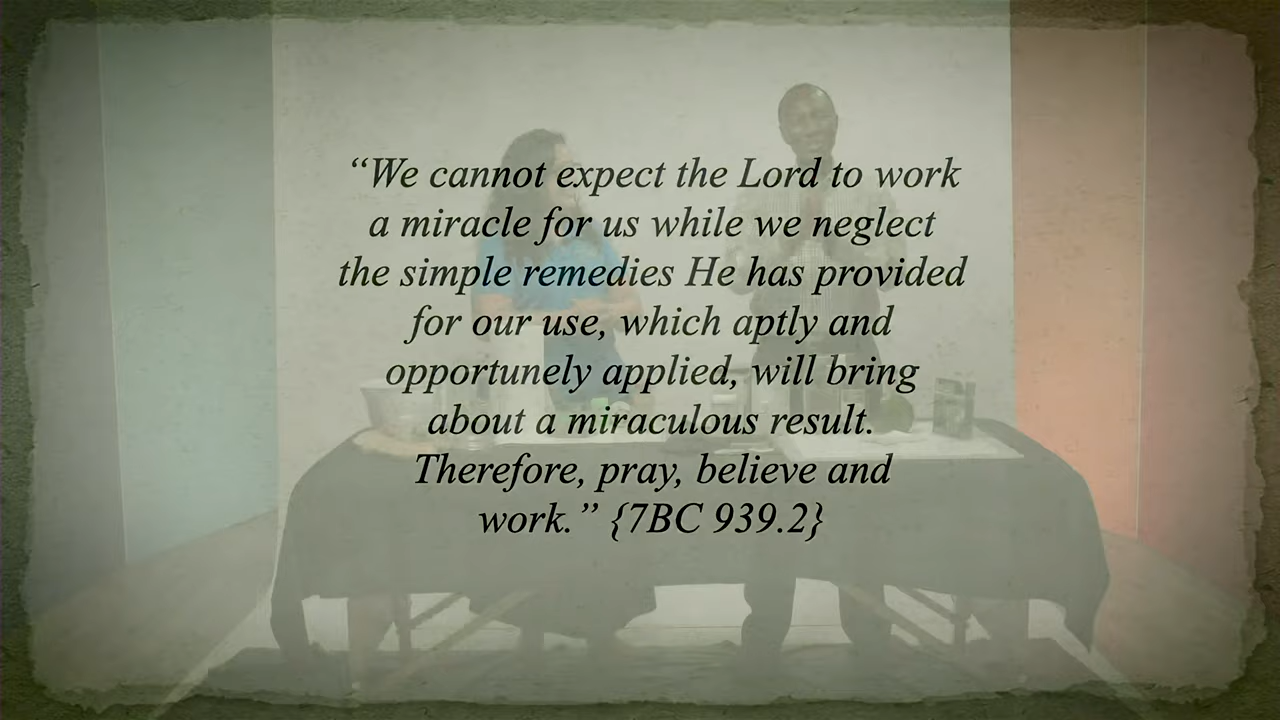 “We cannot expect the Lord to work
a miracle for us while we neglect
the simple remedies He has provided
for our use, which aptly and
opportunely applied, will bring
about a miraculous result.
Therefore, pray, believe and
work.” {7BC 939.2}